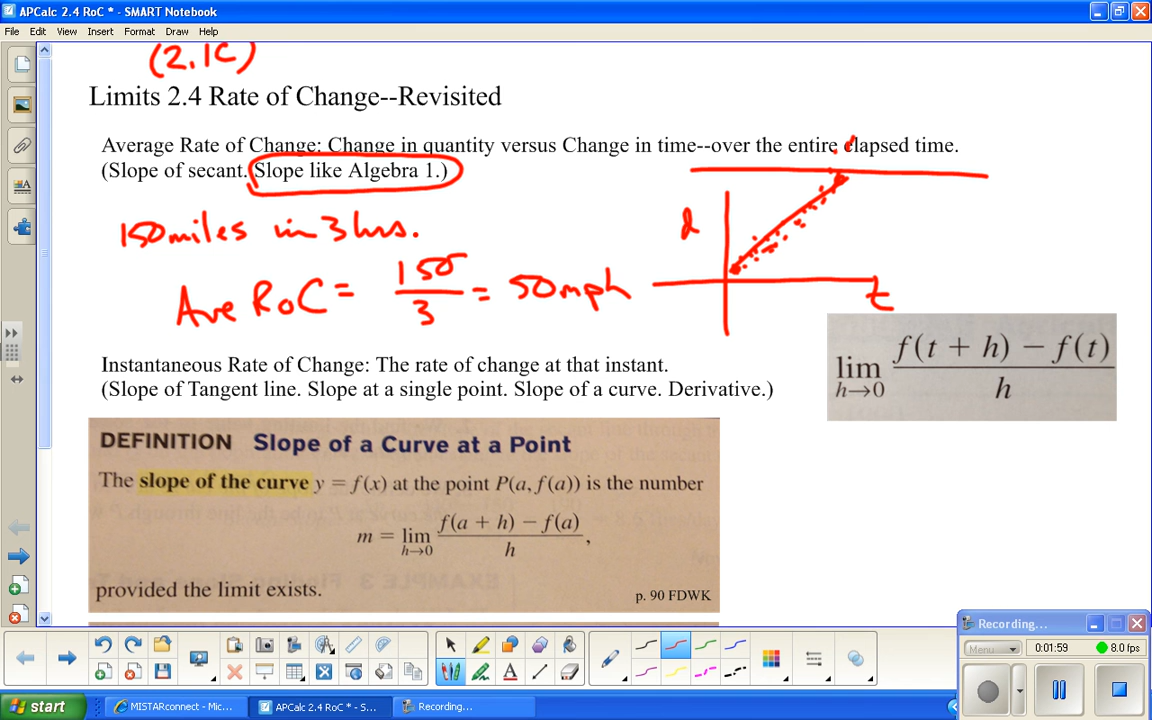 APCalc 2.4 RoC * - SMART Notebook
File Edit View Insert Format Draw Help
(2.1C)
Limits 2.4 Rate of Change--Revisited
Average Rate of Change: Change in quantity versus Change in time--over the entire elapsed time.
(Slope of secant. Slope like Algebra 1.)
150 miles in 3 hrs.
d
Ave RoC = 150/3 = 50mph
t
lim h→0 f(t + h) − f(t) / h
Instantaneous Rate of Change: The rate of change at that instant.
(Slope of Tangent line. Slope at a single point. Slope of a curve. Derivative.)
DEFINITION Slope of a Curve at a Point
The slope of the curve y = f(x) at the point P(a, f(a)) is the number
m = lim h→0 f(a + h) − f(a) / h,
provided the limit exists.
p. 90 FDWK
Recording...
Menu 0:01:59 8.0 fps
start MISTARconnect - Mic... APCalc 2.4 RoC * - S... Recording...